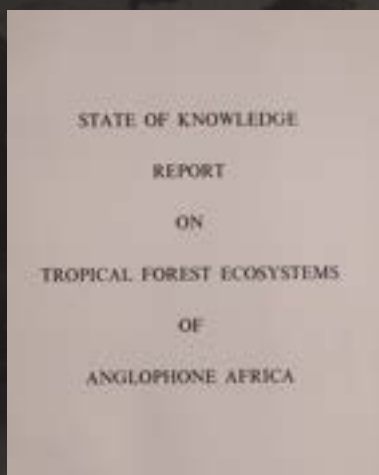 STATE OF KNOWLEDGE
REPORT
ON
TROPICAL FOREST ECOSYSTEMS
OF
ANGLOPHONE AFRICA